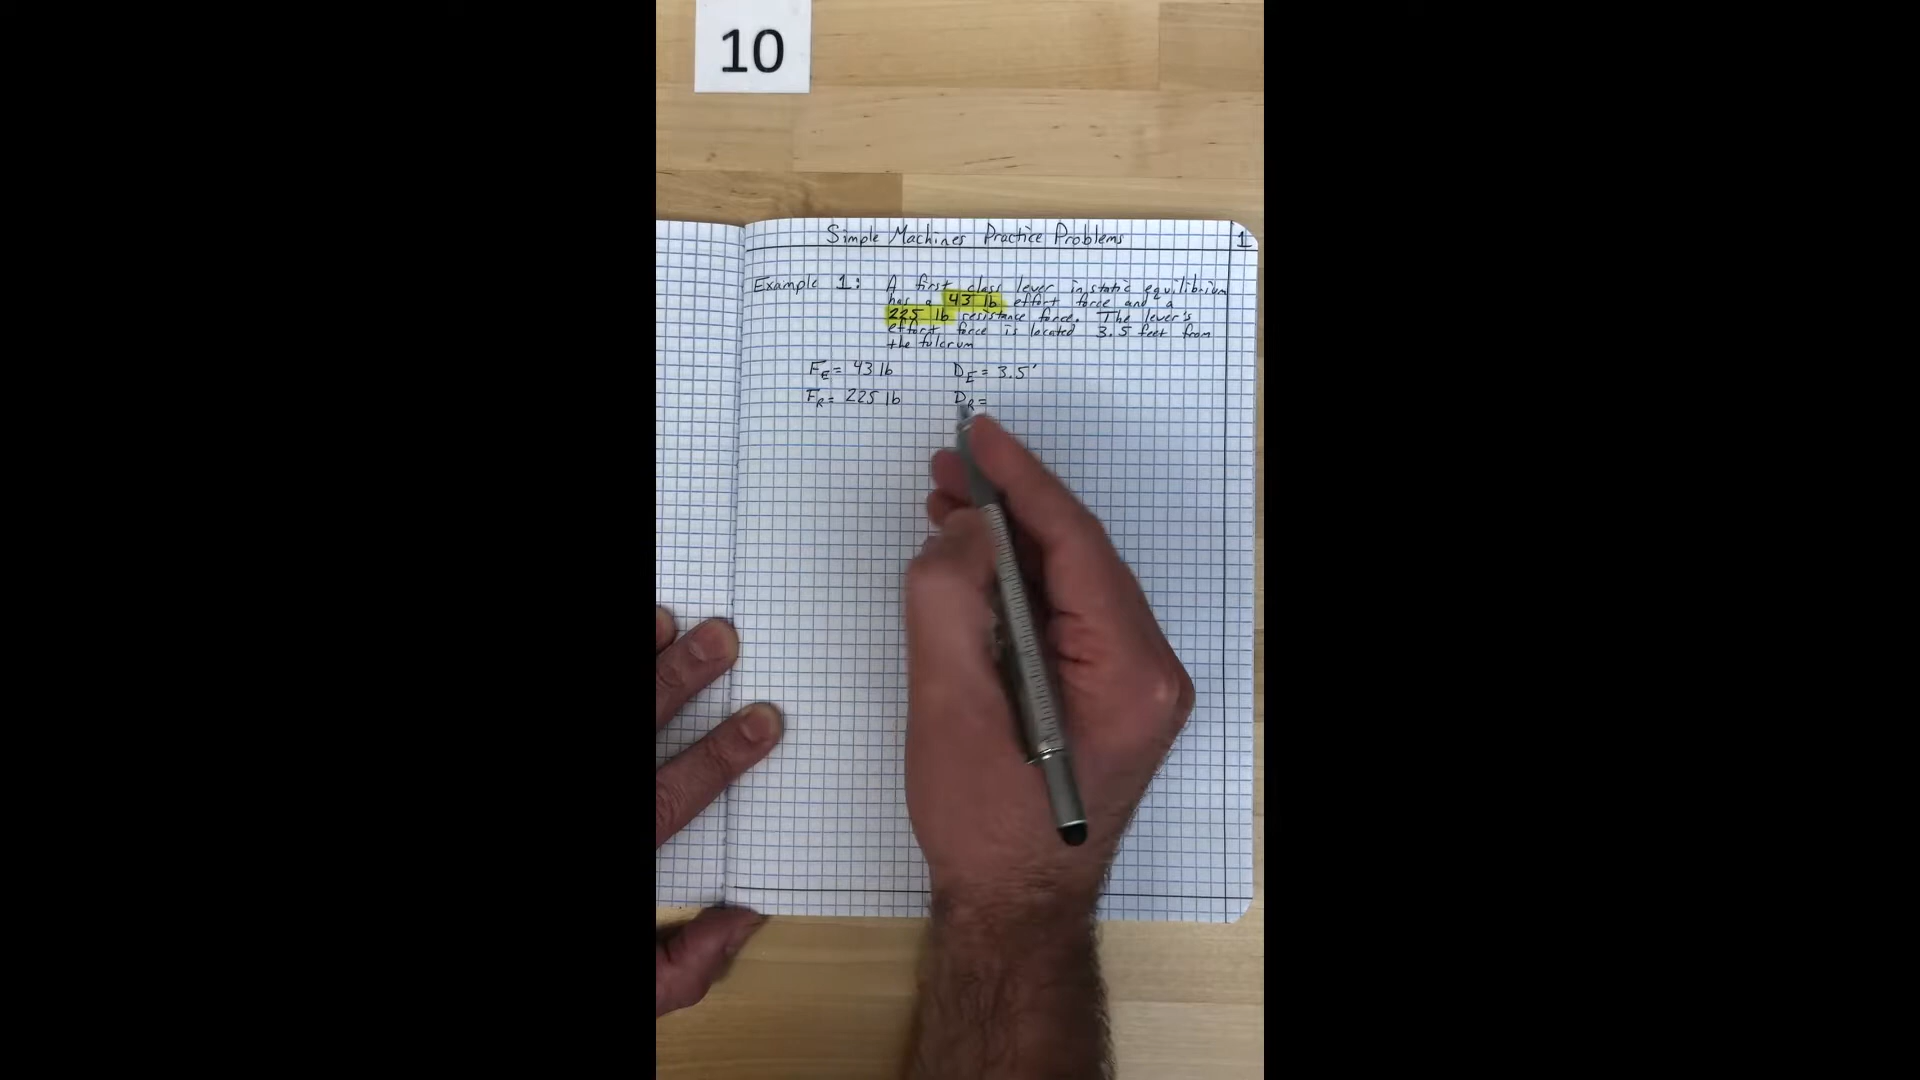 10
Simple Machines Practice Problems 1
Example 1: A first class lever in static equilibrium
has a 43 lb effort force and a
225 lb resistance force. The lever's
effort force is located 3.5 feet from
the fulcrum
FE = 43 lb DE = 3.5'
FR = 225 lb DR =